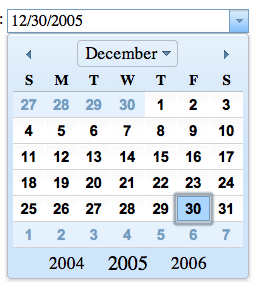 : 12/30/2005
December
S M T W T F S
27 28 29 30 1 2 3
4 5 6 7 8 9 10
11 12 13 14 15 16 17
18 19 20 21 22 23 24
25 26 27 28 29 30 31
1 2 3 4 5 6 7
2004 2005 2006